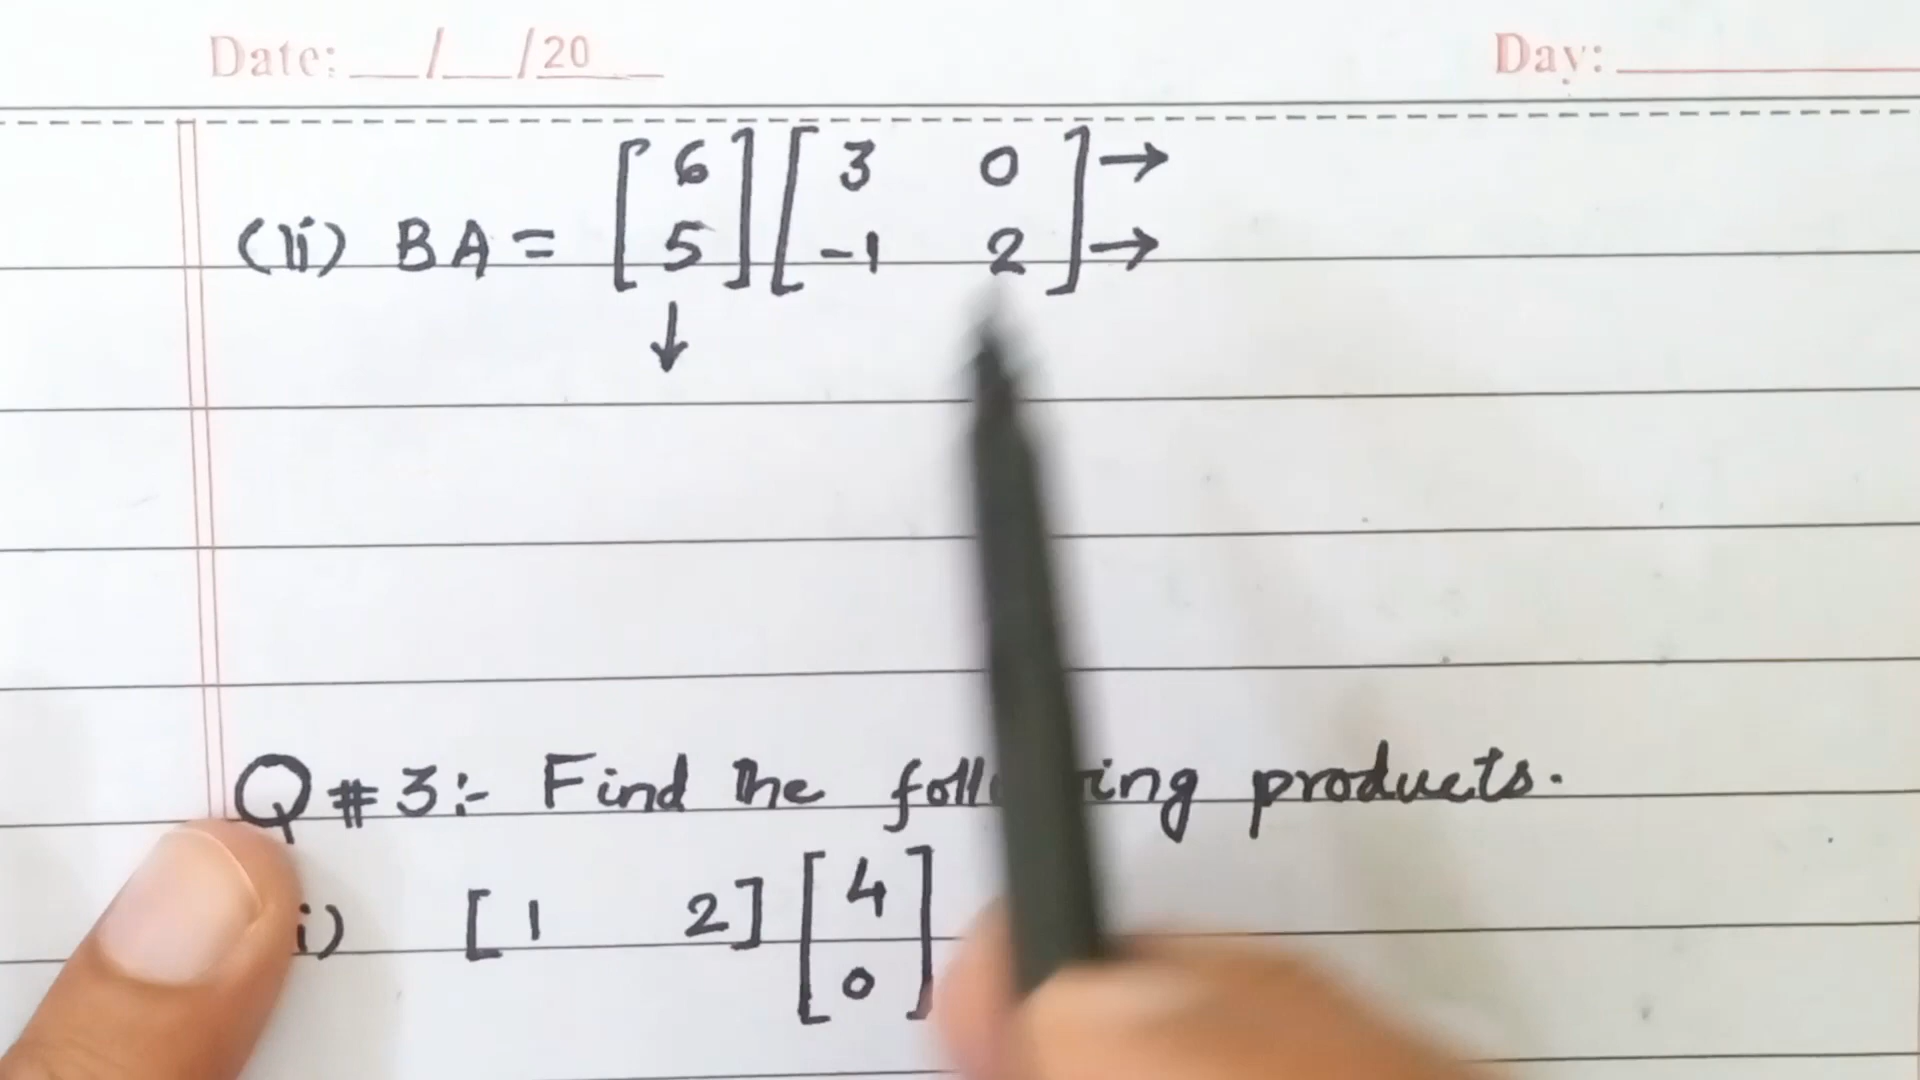 Date: __/__/20__ Day: ____
(ii) BA = [6 5] [3 0 -1 2] → →
↓
Q # 3:- Find the products.
i) [1 2] [4 0]